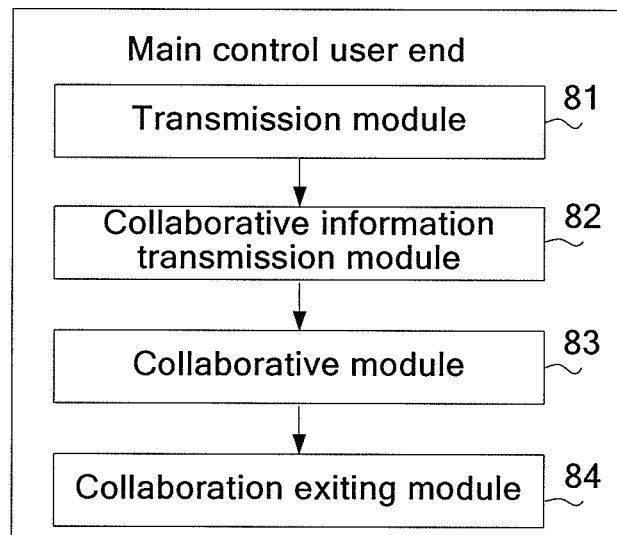 Main control user end
81
Transmission module
82
Collaborative information
transmission module
83
Collaborative module
84
Collaboration exiting module